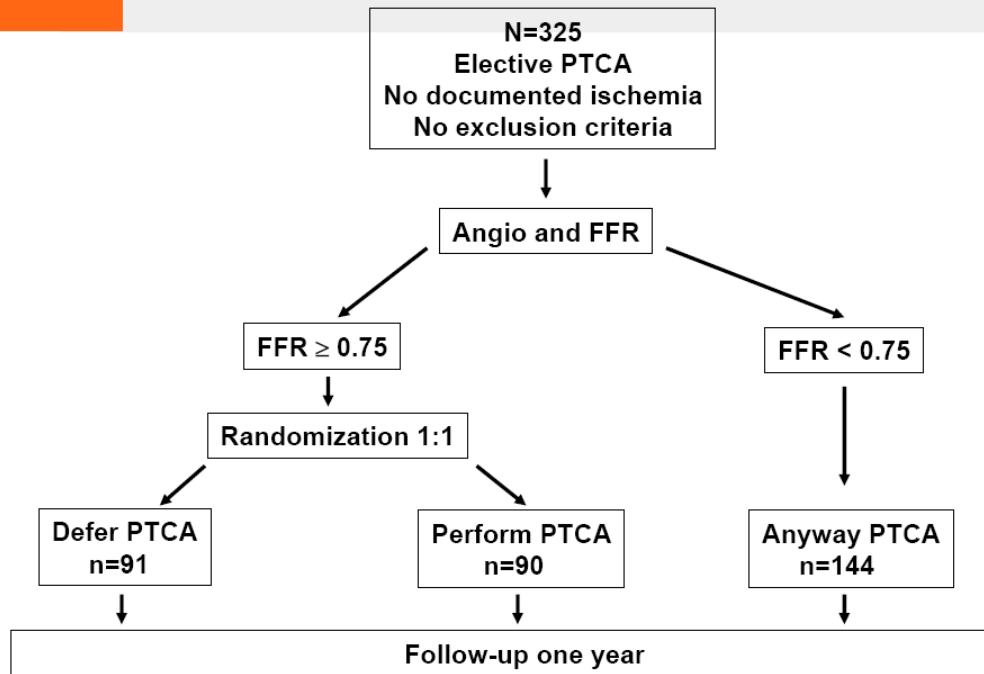 N=325
Elective PTCA
No documented ischemia
No exclusion criteria
Angio and FFR
FFR ≥ 0.75
FFR < 0.75
Randomization 1:1
Defer PTCA
n=91
Perform PTCA
n=90
Anyway PTCA
n=144
Follow-up one year